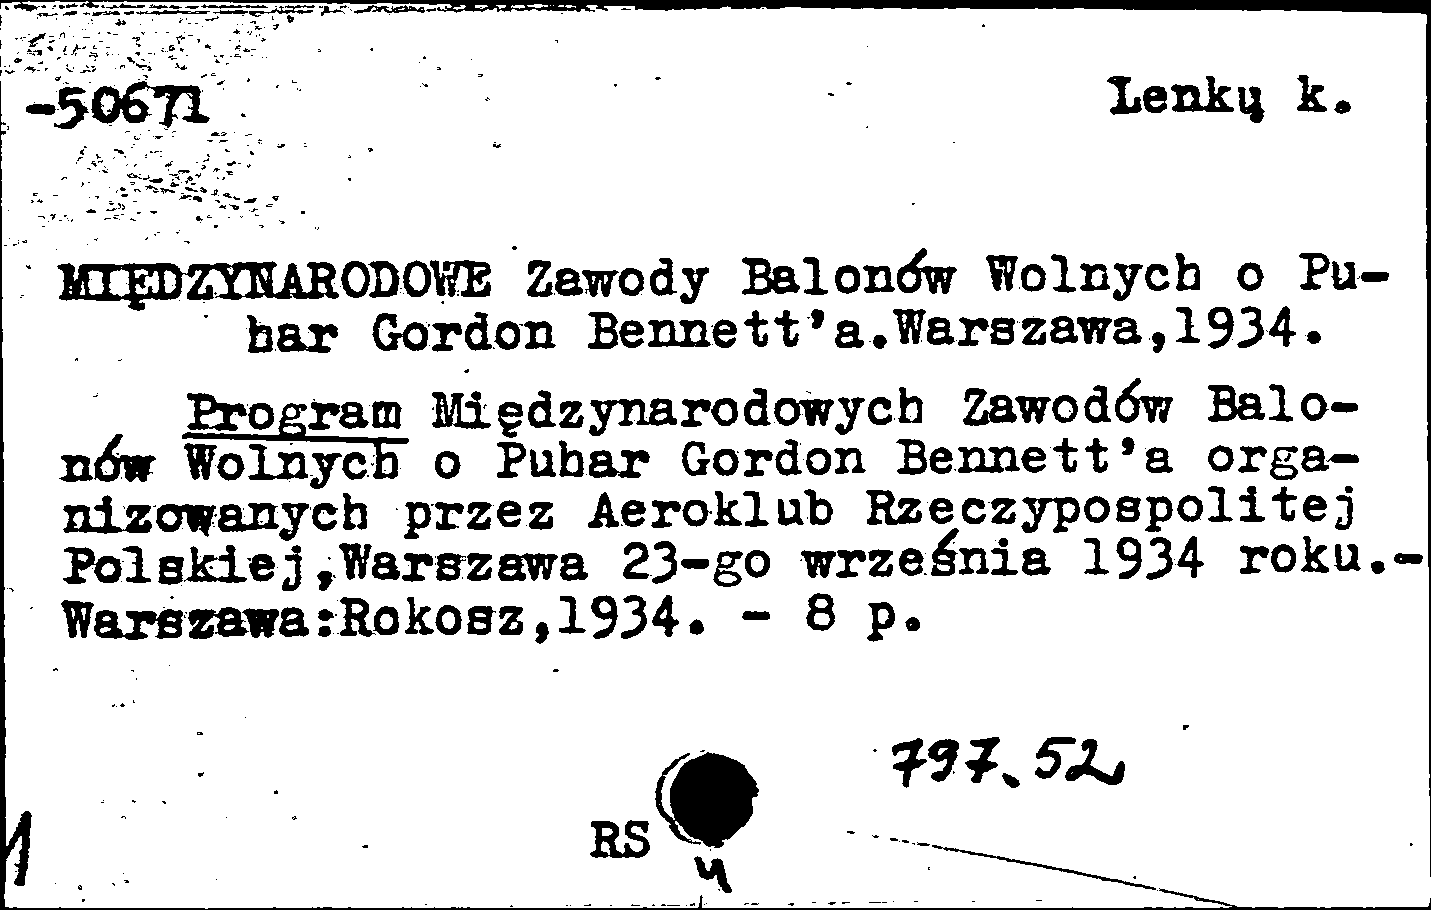 -50671
Lenkų k.
MIĘDZYNARODOWE Zawody Balonów Wolnych o Pu-
har Gordon Bennett’a.Warszawa,1934.
Program Międzynarodowych Zawodów Balo-
nów Wolnych o Puhar Gordon Bennett’a orga-
nizowanych przez Aeroklub Rzeczypospolitej
Polskiej,Warszawa 23-go września 1934 roku.-
Warszawa:Rokosz,1934. - 8 p.
797.52
RS
4
1